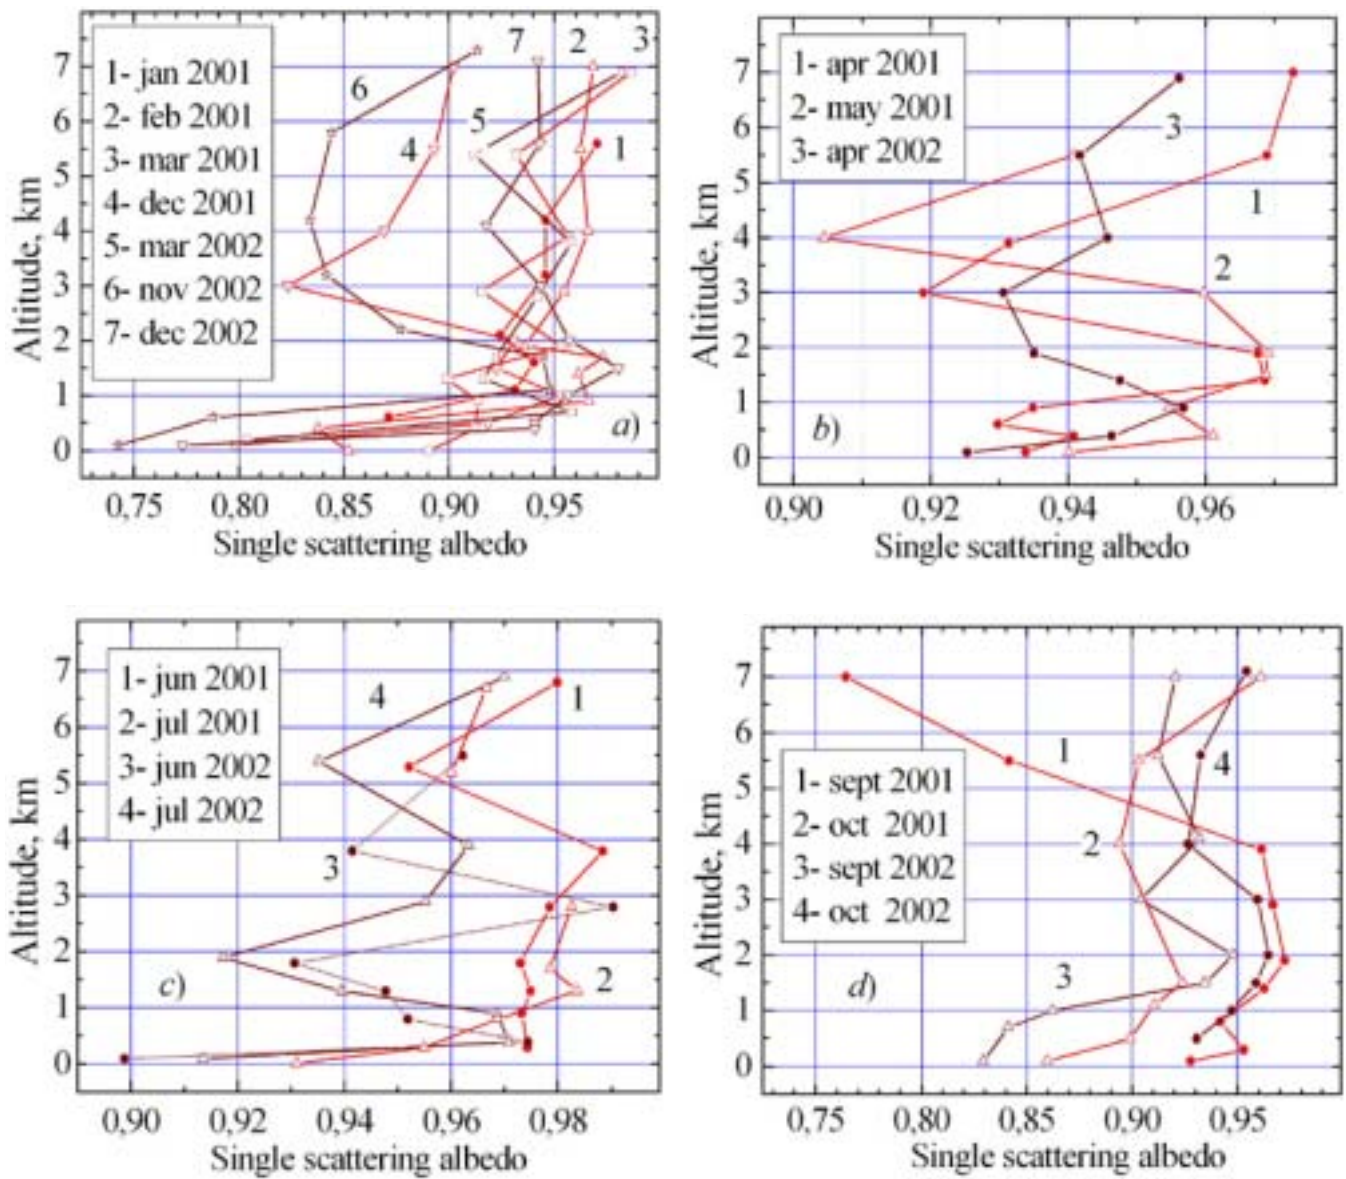 7 2 3
1- jan 2001
2- feb 2001
3- mar 2001
4- dec 2001
5- mar 2002
6- nov 2002
7- dec 2002
6
4
5
1
a)
7
6
5
4
3
2
1
0
Altitude, km
0,75 0,80 0,85 0,90 0,95
Single scattering albedo
1- apr 2001
2- may 2001
3- apr 2002
3
1
2
b)
7
6
5
4
3
2
1
0
Altitude, km
0,90 0,92 0,94 0,96
Single scattering albedo
1- jun 2001
2- jul 2001
3- jun 2002
4- jul 2002
4
1
3
2
c)
7
6
5
4
3
2
1
0
Altitude, km
0,90 0,92 0,94 0,96 0,98
Single scattering albedo
1- sept 2001
2- oct 2001
3- sept 2002
4- oct 2002
1
4
2
3
d)
7
6
5
4
3
2
1
0
Altitude, km
0,75 0,80 0,85 0,90 0,95
Single scattering albedo